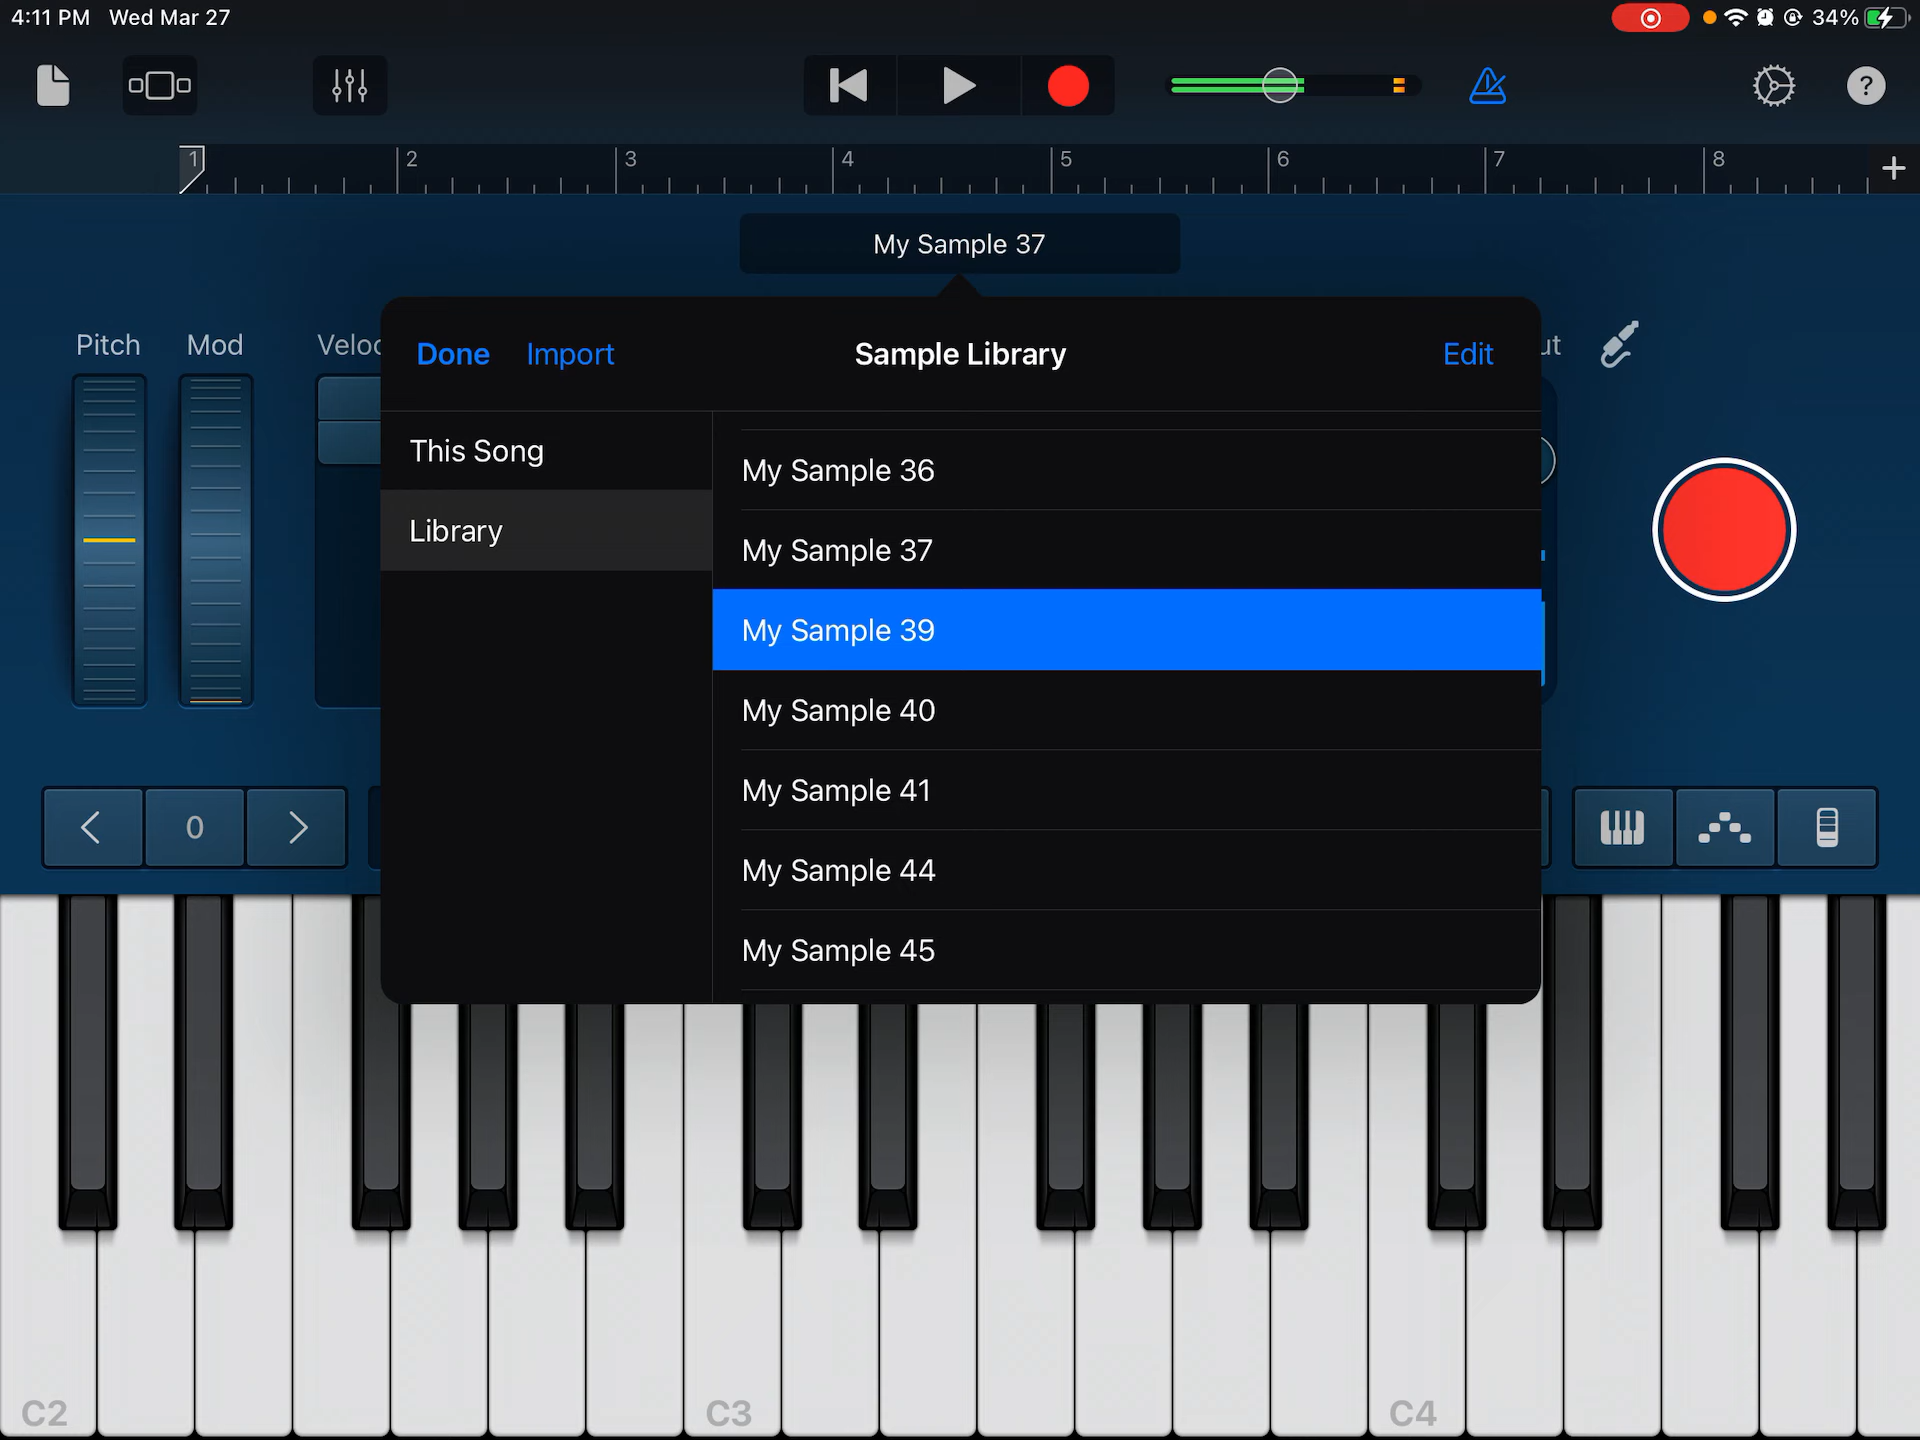 4:11 PM Wed Mar 27
34%
?
1 2 3 4 5 6 7 8 +
My Sample 37
Pitch Mod Veloc
ut
Done Import Sample Library Edit
This Song
Library
My Sample 36
My Sample 37
My Sample 39
My Sample 40
My Sample 41
My Sample 44
My Sample 45
0
C2 C3 C4